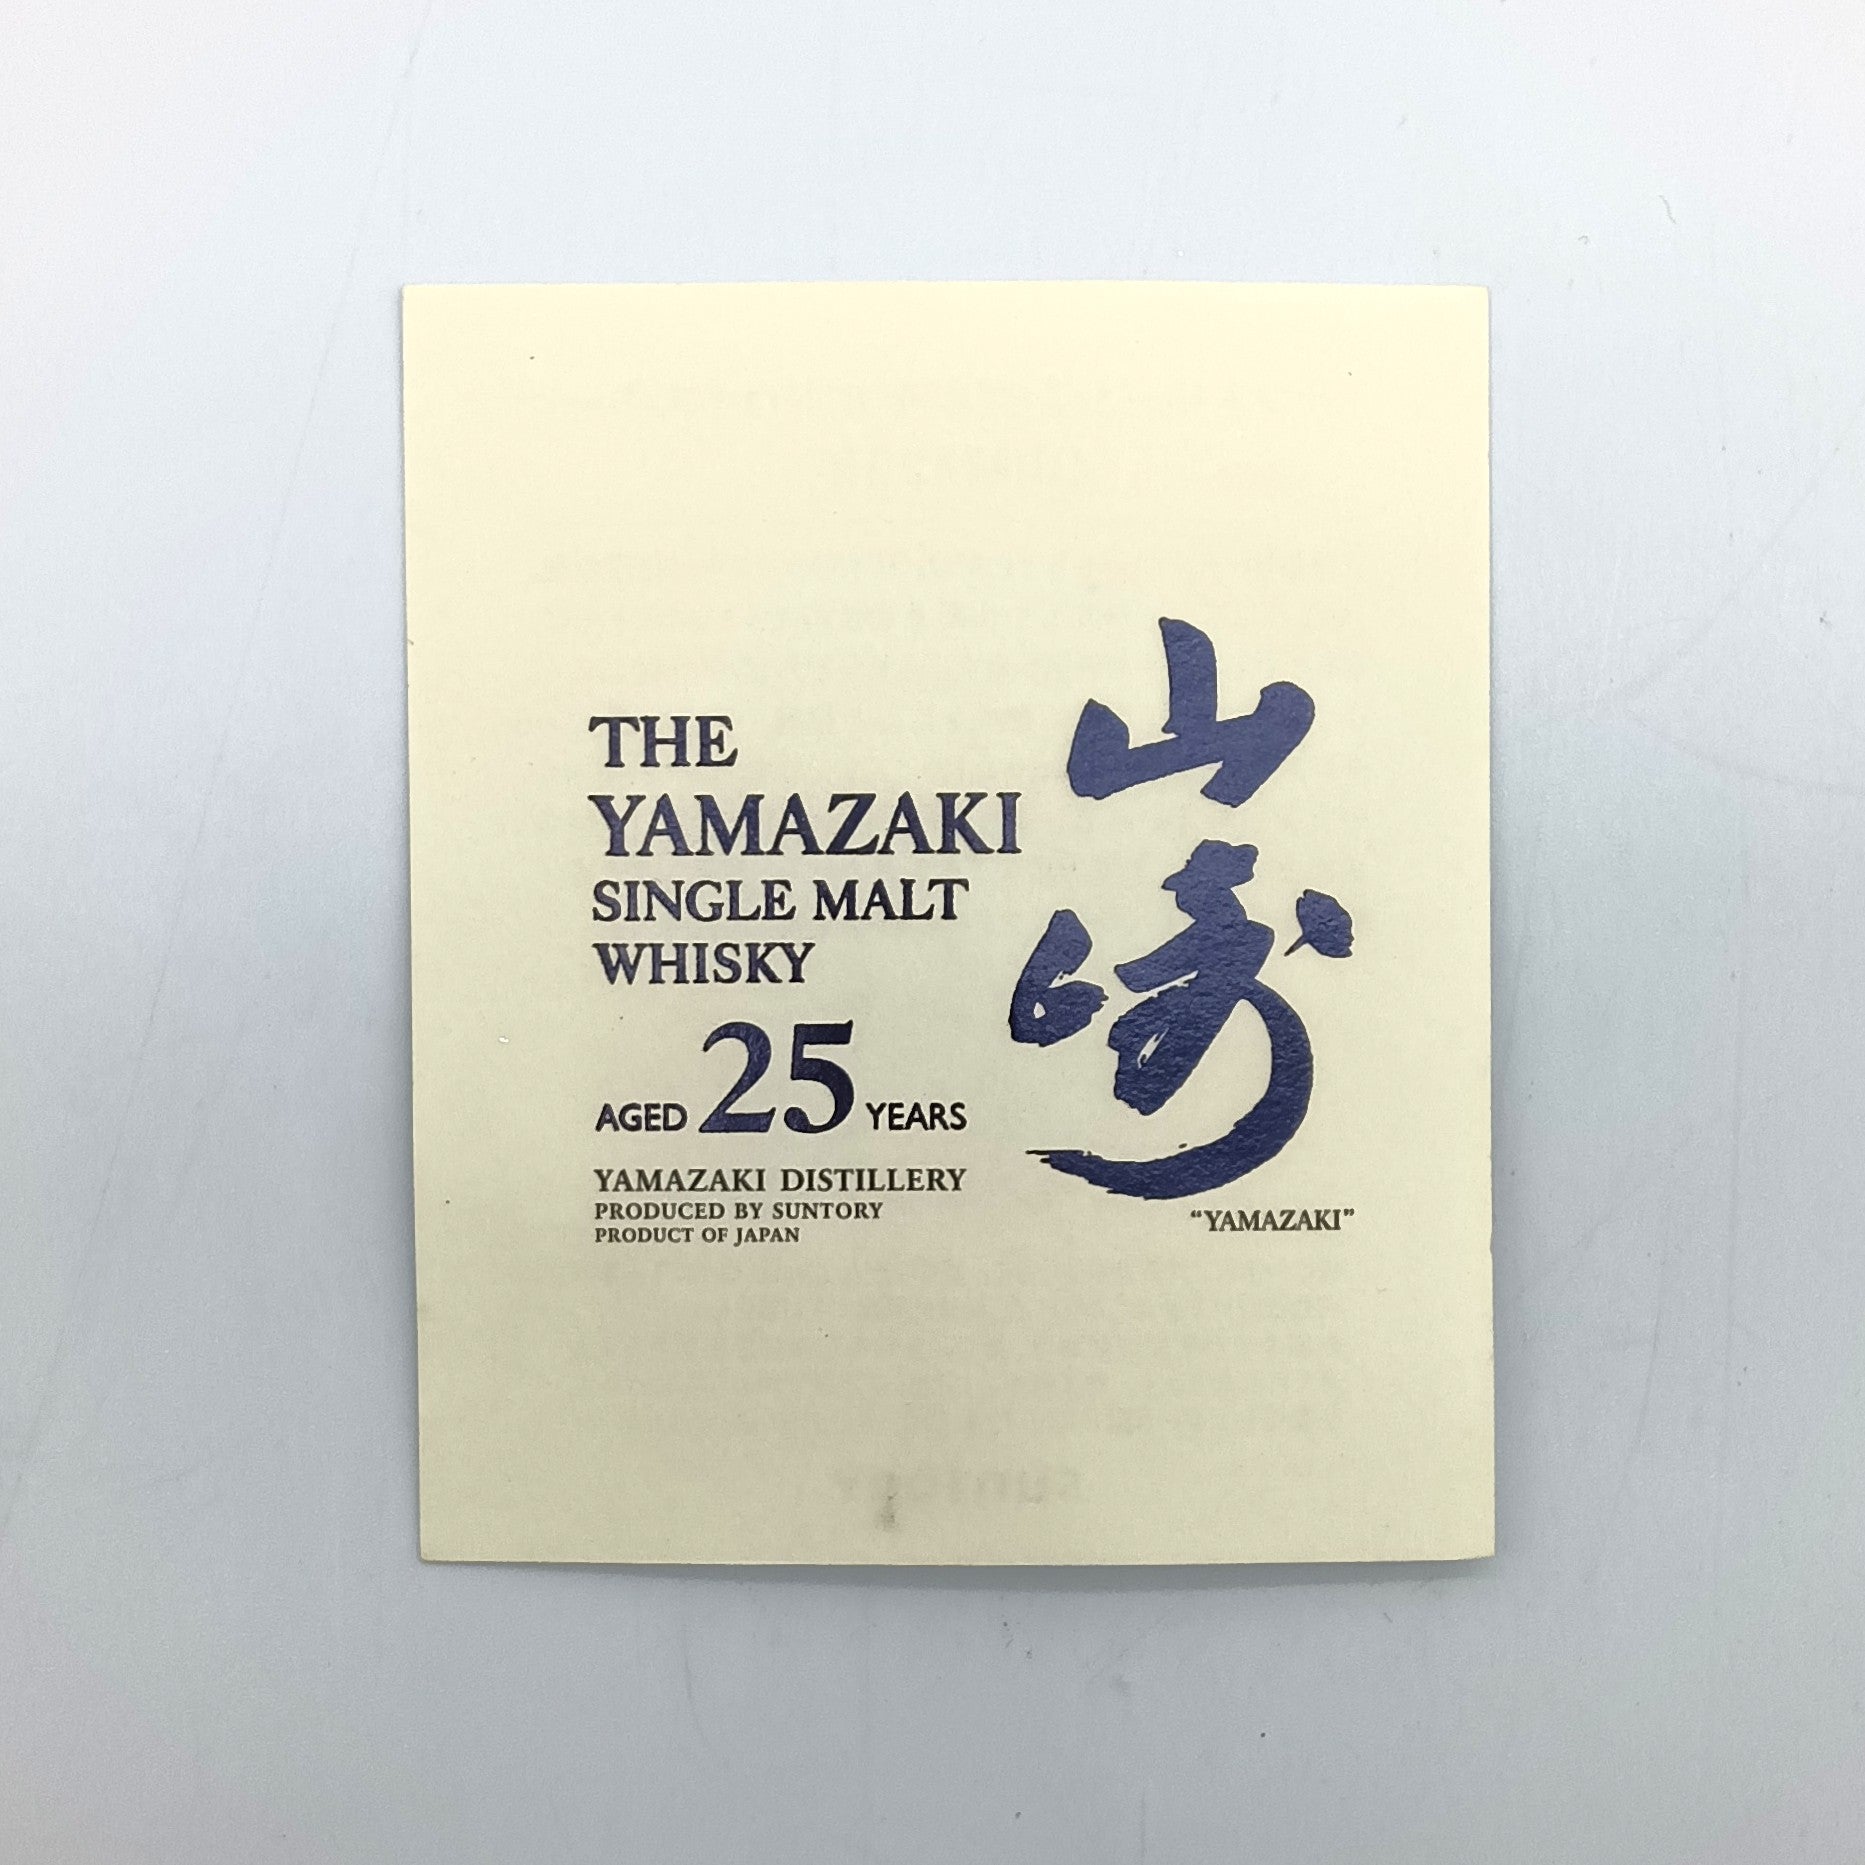 THE
YAMAZAKI
SINGLE MALT
WHISKY
AGED 25 YEARS
YAMAZAKI DISTILLERY
PRODUCED BY SUNTORY
PRODUCT OF JAPAN
山崎
“YAMAZAKI”